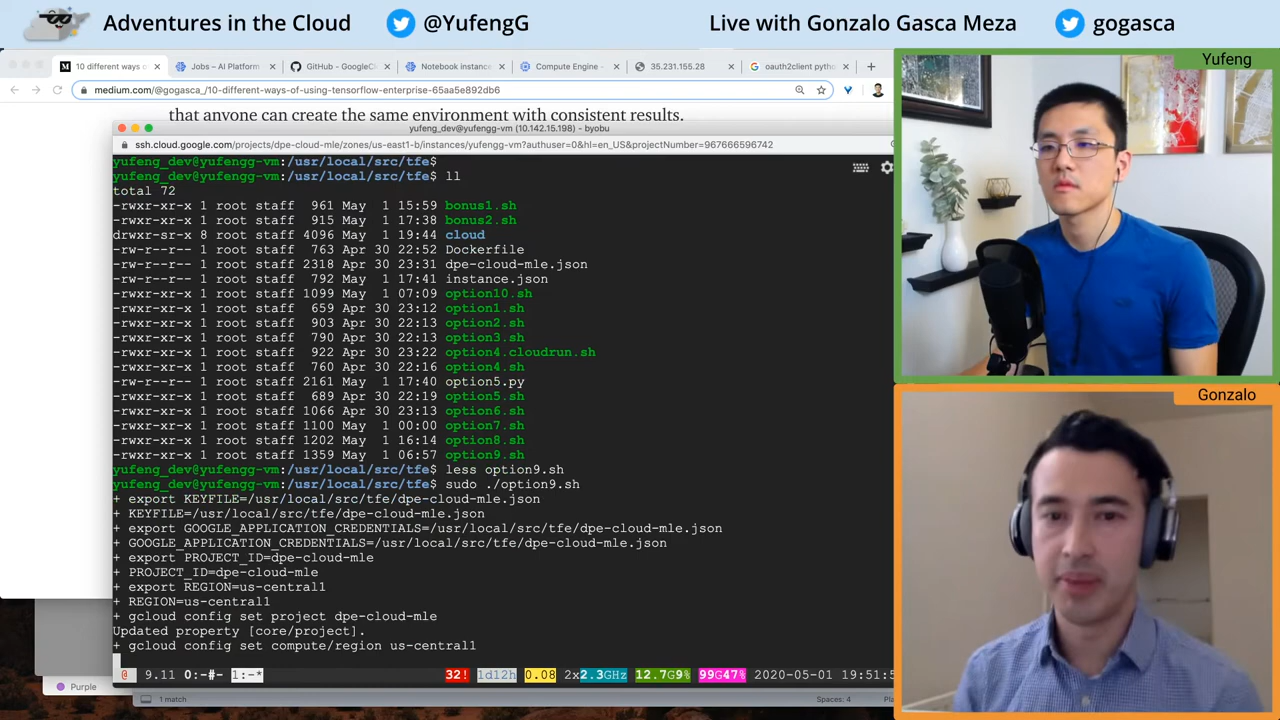 Adventures in the Cloud
@YufengG
Live with Gonzalo Gasca Meza
gogasca
10 different ways of
Jobs – AI Platform
GitHub - GoogleCl
Notebook instance
Compute Engine -
35.231.155.28
oauth2client pytho
medium.com/@gogasca_/10-different-ways-of-using-tensorflow-enterprise-65aa5e892db6
that anyone can create the same environment with consistent results.
yufeng_dev@yufengg-vm (10.142.15.198) - byobu
ssh.cloud.google.com/projects/dpe-cloud-mle/zones/us-east1-b/instances/yufengg-vm?authuser=0&hl=en_US&projectNumber=967666596742
yufeng_dev@yufengg-vm:/usr/local/src/tfe$
yufeng_dev@yufengg-vm:/usr/local/src/tfe$ ll
total 72
-rwxr-xr-x 1 root staff 961 May 1 15:59 bonus1.sh
-rwxr-xr-x 1 root staff 915 May 1 17:38 bonus2.sh
drwxr-sr-x 8 root staff 4096 May 1 19:44 cloud
-rw-r--r-- 1 root staff 763 Apr 30 22:52 Dockerfile
-rw-r--r-- 1 root staff 2318 Apr 30 23:31 dpe-cloud-mle.json
-rw-r--r-- 1 root staff 792 May 1 17:41 instance.json
-rwxr-xr-x 1 root staff 1099 May 1 07:09 option10.sh
-rwxr-xr-x 1 root staff 659 Apr 30 23:12 option1.sh
-rwxr-xr-x 1 root staff 903 Apr 30 22:13 option2.sh
-rwxr-xr-x 1 root staff 790 Apr 30 22:13 option3.sh
-rwxr-xr-x 1 root staff 922 Apr 30 23:22 option4.cloudrun.sh
-rwxr-xr-x 1 root staff 760 Apr 30 22:16 option4.sh
-rw-r--r-- 1 root staff 2161 May 1 17:40 option5.py
-rwxr-xr-x 1 root staff 689 Apr 30 22:19 option5.sh
-rwxr-xr-x 1 root staff 1066 Apr 30 23:13 option6.sh
-rwxr-xr-x 1 root staff 1100 May 1 00:00 option7.sh
-rwxr-xr-x 1 root staff 1202 May 1 16:14 option8.sh
-rwxr-xr-x 1 root staff 1359 May 1 06:57 option9.sh
yufeng_dev@yufengg-vm:/usr/local/src/tfe$ less option9.sh
yufeng_dev@yufengg-vm:/usr/local/src/tfe$ sudo ./option9.sh
+ export KEYFILE=/usr/local/src/tfe/dpe-cloud-mle.json
+ KEYFILE=/usr/local/src/tfe/dpe-cloud-mle.json
+ export GOOGLE_APPLICATION_CREDENTIALS=/usr/local/src/tfe/dpe-cloud-mle.json
+ GOOGLE_APPLICATION_CREDENTIALS=/usr/local/src/tfe/dpe-cloud-mle.json
+ export PROJECT_ID=dpe-cloud-mle
+ PROJECT_ID=dpe-cloud-mle
+ export REGION=us-central1
+ REGION=us-central1
+ gcloud config set project dpe-cloud-mle
Updated property [core/project].
+ gcloud config set compute/region us-central1
@ 9.11 0:-#- 1:-* 32! 1d12h 0.08 2x2.3GHz 12.7G9% 99G47% 2020-05-01 19:51:5
Purple
1 match
Spaces: 4
Yufeng
Gonzalo